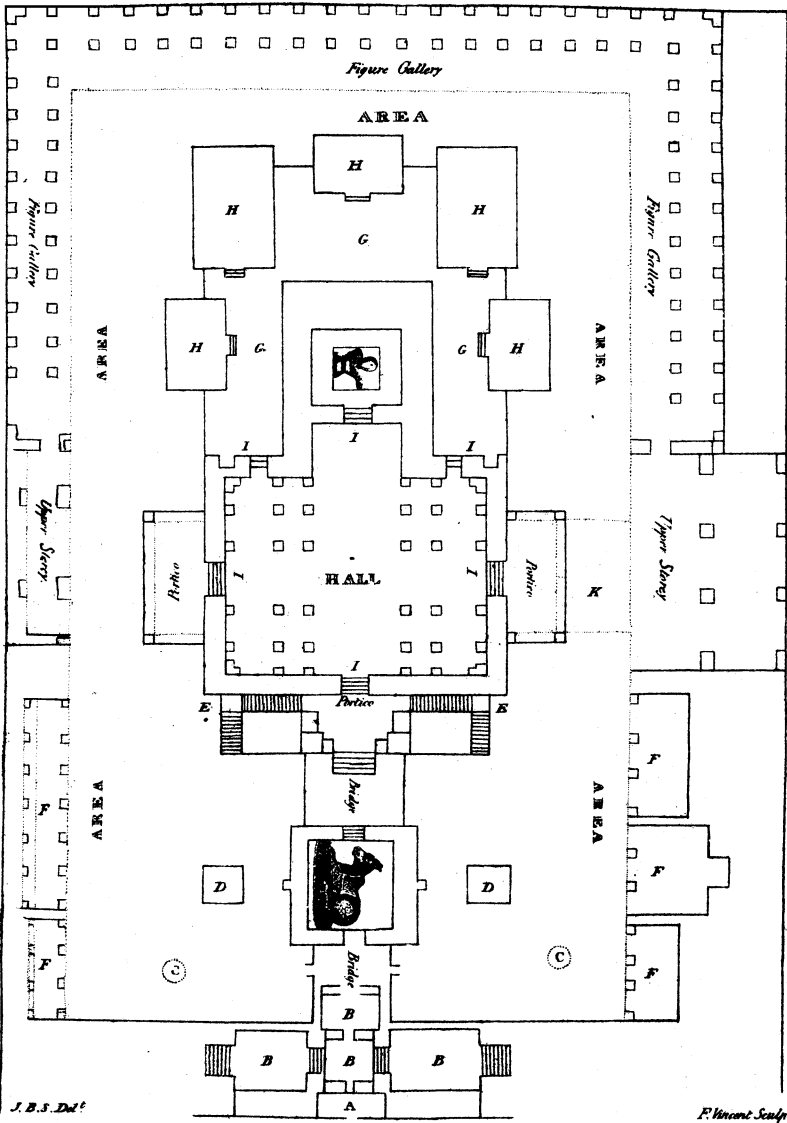 Figure Gallery
AREA
H
H H
G
Figure Gallery Figure Gallery
AREA H G G H AREA
I I I
Upper Storey Portico I HALL I Portico K Upper Storey
I
E Portico E
AREA F Bridge F AREA
D D F
F C Bridge C F
B
B B B
A
J.B.S. Delt
F. Vincent Sculp